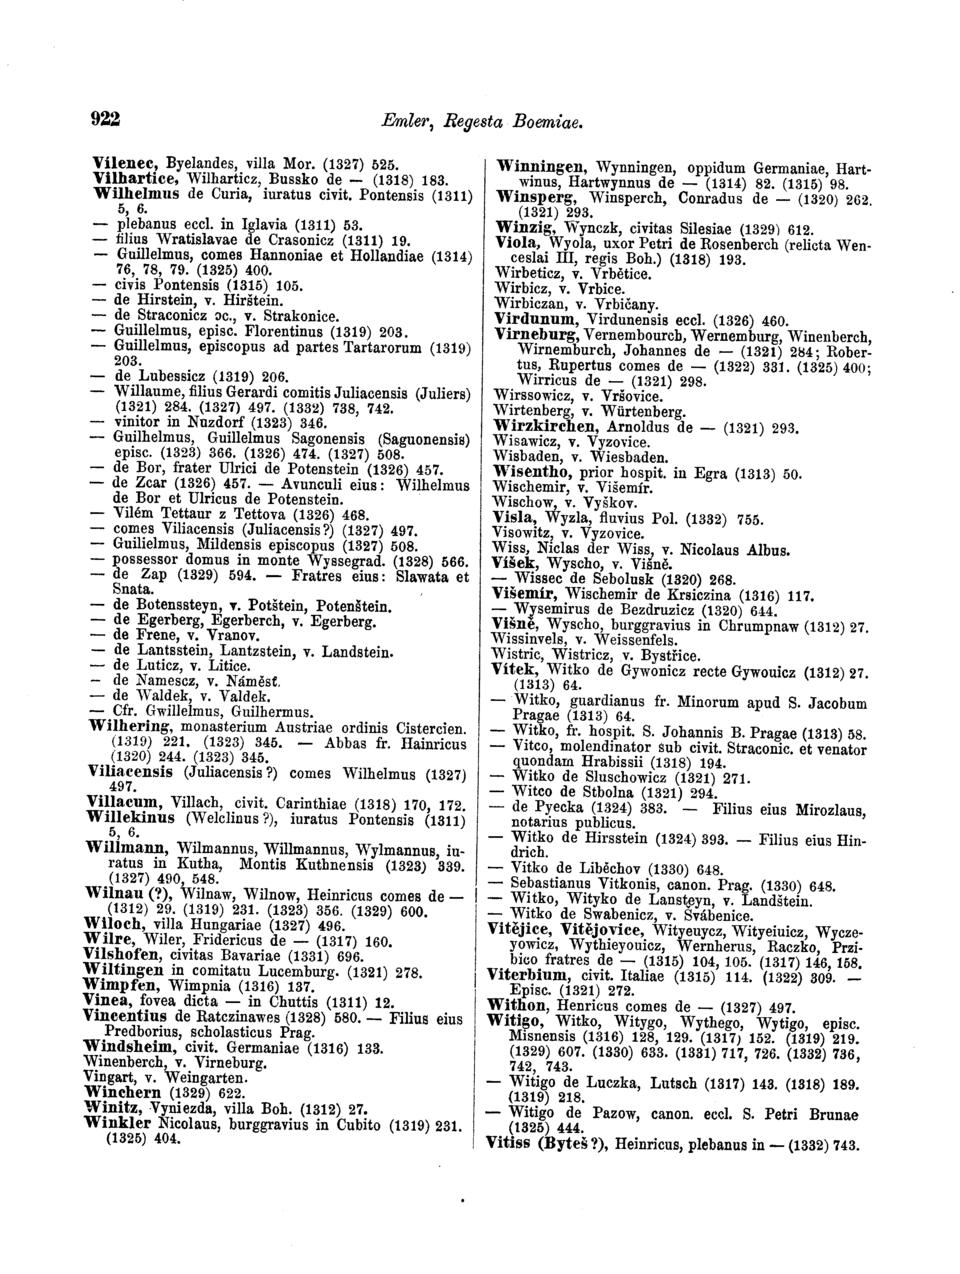 922
Emler, Regesta Boemiae.
Vílenec, Byelandes, villa Mor. (1327) 525.
Vilhartice, Wilharticz, Bussko de — (1318) 183.
Wilhelmus de Curia, iuratus civit. Pontensis (1311)
5, 6.
— plebanus eccl. in Iglavia (1311) 53.
— filius Wratislavae de Crasonicz (1311) 19.
— Guillelmus, comes Hannoniae et Hollandiae (1314)
76, 78, 79. (1325) 400.
— civis Pontensis (1315) 105.
— de Hirstein, v. Hirštein.
— de Straconicz ɔc., v. Strakonice.
— Guillelmus, episc. Florentinus (1319) 203.
— Guillelmus, episcopus ad partes Tartarorum (1319)
203.
— de Lubessicz (1319) 206.
— Willaume, filius Gerardi comitis Juliacensis (Juliers)
(1321) 284. (1327) 497. (1332) 738, 742.
— vinitor in Nuzdorf (1323) 346.
— Guilhelmus, Guillelmus Sagonensis (Saguonensis)
episc. (1323) 366. (1326) 474. (1327) 508.
— de Bor, frater Ulrici de Potenstein (1326) 457.
— de Zcar (1326) 457. — Avunculi eius: Wilhelmus
de Bor et Ulricus de Potenstein.
— Vilém Tettaur z Tettova (1326) 468.
— comes Viliacensis (Juliacensis?) (1327) 497.
— Guilielmus, Mildensis episcopus (1327) 508.
— possessor domus in monte Wyssegrad. (1328) 566.
— de Zap (1329) 594. — Fratres eius: Slawata et
Snata.
— de Botenssteyn, v. Potštein, Potenštein.
— de Egerberg, Egerberch, v. Egerberg.
— de Frene, v. Vranov.
— de Lantsstein, Lantzstein, v. Landstein.
— de Luticz, v. Litice.
— de Namescz, v. Náměst.
— de Waldek, v. Valdek.
— Cfr. Gwillelmus, Guilhermus.
Wilhering, monasterium Austriae ordinis Cistercien.
(1319) 221. (1323) 345. — Abbas fr. Hainricus
(1320) 244. (1323) 345.
Viliacensis (Juliacensis?) comes Wilhelmus (1327)
497.
Villacum, Villach, civit. Carinthiae (1318) 170, 172.
Willekinus (Welclinus?), iuratus Pontensis (1311)
5, 6.
Willmann, Wilmannus, Willmannus, Wylmannus, iu-
ratus in Kutha, Montis Kuthnensis (1323) 339.
(1327) 490, 548.
Wilnau (?), Wilnaw, Wilnow, Heinricus comes de —
(1312) 29. (1319) 231. (1323) 356. (1329) 600.
Wiloch, villa Hungariae (1327) 496.
Wilre, Wiler, Fridericus de — (1317) 160.
Vilshofen, civitas Bavariae (1331) 696.
Wiltingen in comitatu Lucemburg. (1321) 278.
Wimpfen, Wimpnia (1316) 137.
Vinea, fovea dicta — in Chuttis (1311) 12.
Vincentius de Ratczinawes (1328) 580. — Filius eius
Predborius, scholasticus Prag.
Windsheim, civit. Germaniae (1316) 133.
Winenberch, v. Virneburg.
Vingart, v. Weingarten.
Winchern (1329) 622.
Winitz, Vyniezda, villa Boh. (1312) 27.
Winkler Nicolaus, burggravius in Cubito (1319) 231.
(1325) 404.
Winningen, Wynningen, oppidum Germaniae, Hart-
winus, Hartwynnus de — (1314) 82. (1315) 98.
Winsperg, Winsperch, Conradus de — (1320) 262.
(1321) 293.
Winzig, Wynczk, civitas Silesiae (1329) 612.
Viola, Wyola, uxor Petri de Rosenberch (relicta Wen-
ceslai III, regis Boh.) (1318) 193.
Wirbeticz, v. Vrbětice.
Wirbicz, v. Vrbice.
Wirbiczan, v. Vrbičany.
Virdunum, Virdunensis eccl. (1326) 460.
Virneburg, Vernembourch, Wernemburg, Winenberch,
Wirnemburch, Johannes de — (1321) 284; Rober-
tus, Rupertus comes de — (1322) 331. (1325) 400;
Wirricus de — (1321) 298.
Wirssowicz, v. Vršovice.
Wirtenberg, v. Würtenberg.
Wirzkirchen, Arnoldus de — (1321) 293.
Wisawicz, v. Vyzovice.
Wisbaden, v. Wiesbaden.
Wisentho, prior hospit. in Egra (1313) 50.
Wischemir, v. Višemír.
Wischow, v. Vyškov.
Visla, Wyzla, fluvius Pol. (1332) 755.
Visowitz, v. Vyzovice.
Wiss, Niclas der Wiss, v. Nicolaus Albus.
Víšek, Wyscho, v. Višně.
— Wissec de Sebolusk (1320) 268.
Višemír, Wischemir de Krsiczina (1316) 117.
— Wysemirus de Bezdruzicz (1320) 644.
Višně, Wyscho, burggravius in Chrumpnaw (1312) 27.
Wissinvels, v. Weissenfels.
Wistric, Wistricz, v. Bystřice.
Vítek, Witko de Gywonicz recte Gywouicz (1312) 27.
(1313) 64.
— Witko, guardianus fr. Minorum apud S. Jacobum
Pragae (1313) 64.
— Witko, fr. hospit. S. Johannis B. Pragae (1313) 58.
— Vitco, molendinator sub civit. Straconic. et venator
quondam Hrabissii (1318) 194.
— Witko de Sluschowicz (1321) 271.
— Witco de Stbolna (1321) 294.
— de Pyecka (1324) 383. — Filius eius Mirozlaus,
notarius publicus.
— Witko de Hirsstein (1324) 393. — Filius eius Hin-
drich.
— Vitko de Liběchov (1330) 648.
— Sebastianus Vitkonis, canon. Prag. (1330) 648.
— Witko, Wityko de Lansteyn, v. Landštein.
— Witko de Swabenicz, v. Švábenice.
Vitějice, Vitějovice, Wityeuycz, Wityeiuicz, Wycze-
yowicz, Wythieyouicz, Wernherus, Raczko, Przi-
bico fratres de — (1315) 104, 105. (1317) 146, 158.
Viterbium, civit. Italiae (1315) 114. (1322) 309. —
Episc. (1321) 272.
Withon, Henricus comes de — (1327) 497.
Witigo, Witko, Witygo, Wythego, Wytigo, episc.
Misnensis (1316) 128, 129. (1317) 152. (1319) 219.
(1329) 607. (1330) 633. (1331) 717, 726. (1332) 736,
742, 743.
— Witigo de Luczka, Lutsch (1317) 143. (1318) 189.
(1319) 218.
— Witigo de Pazow, canon. eccl. S. Petri Brunae
(1325) 444.
Vitiss (Byteš?), Heinricus, plebanus in — (1332) 743.